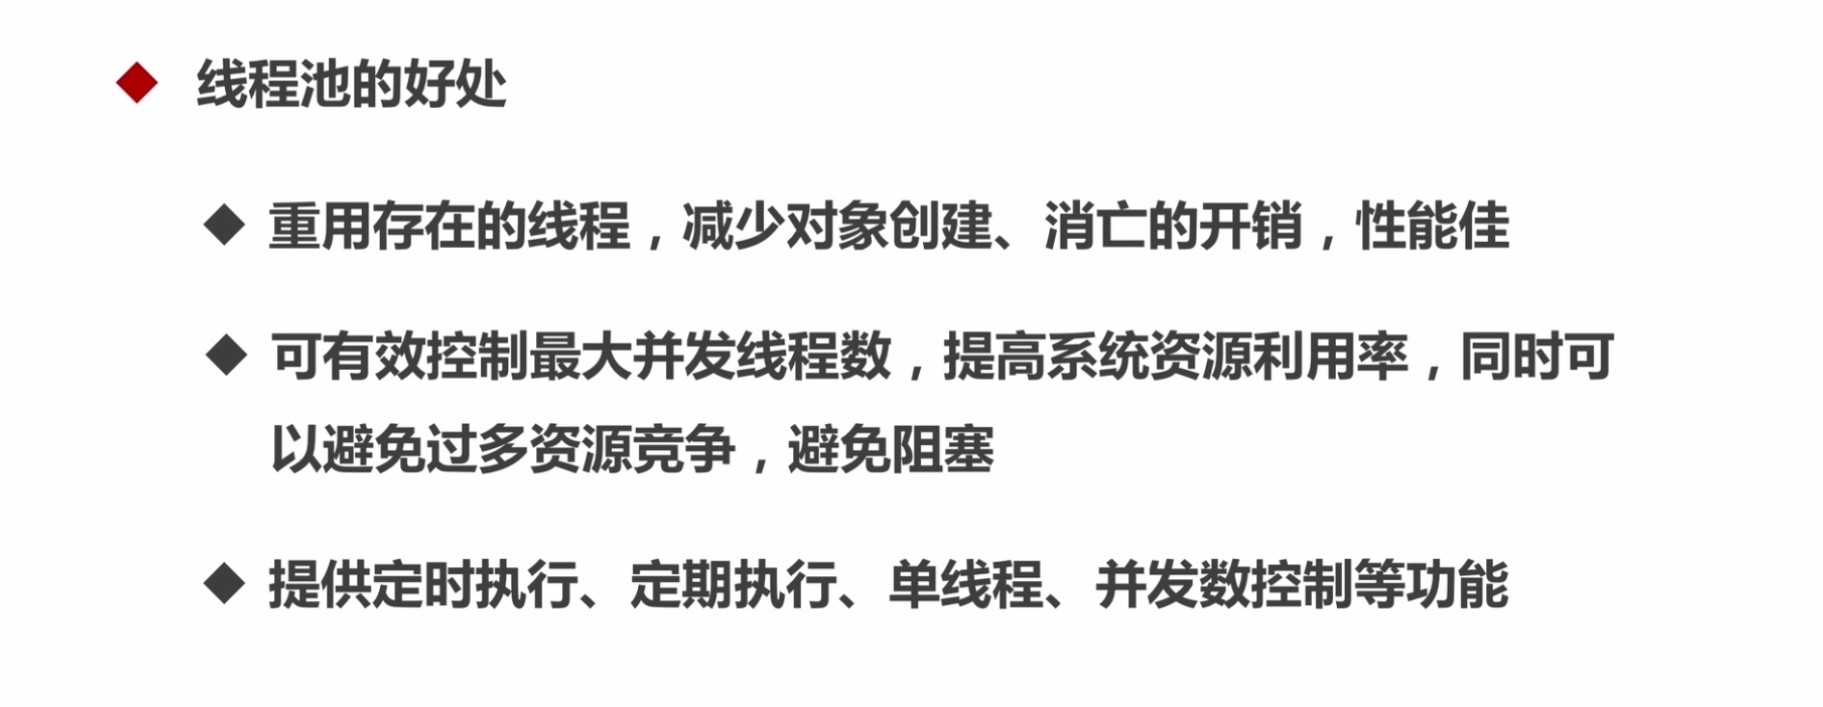 线程池的好处
重用存在的线程，减少对象创建、消亡的开销，性能佳
可有效控制最大并发线程数，提高系统资源利用率，同时可
以避免过多资源竞争，避免阻塞
提供定时执行、定期执行、单线程、并发数控制等功能